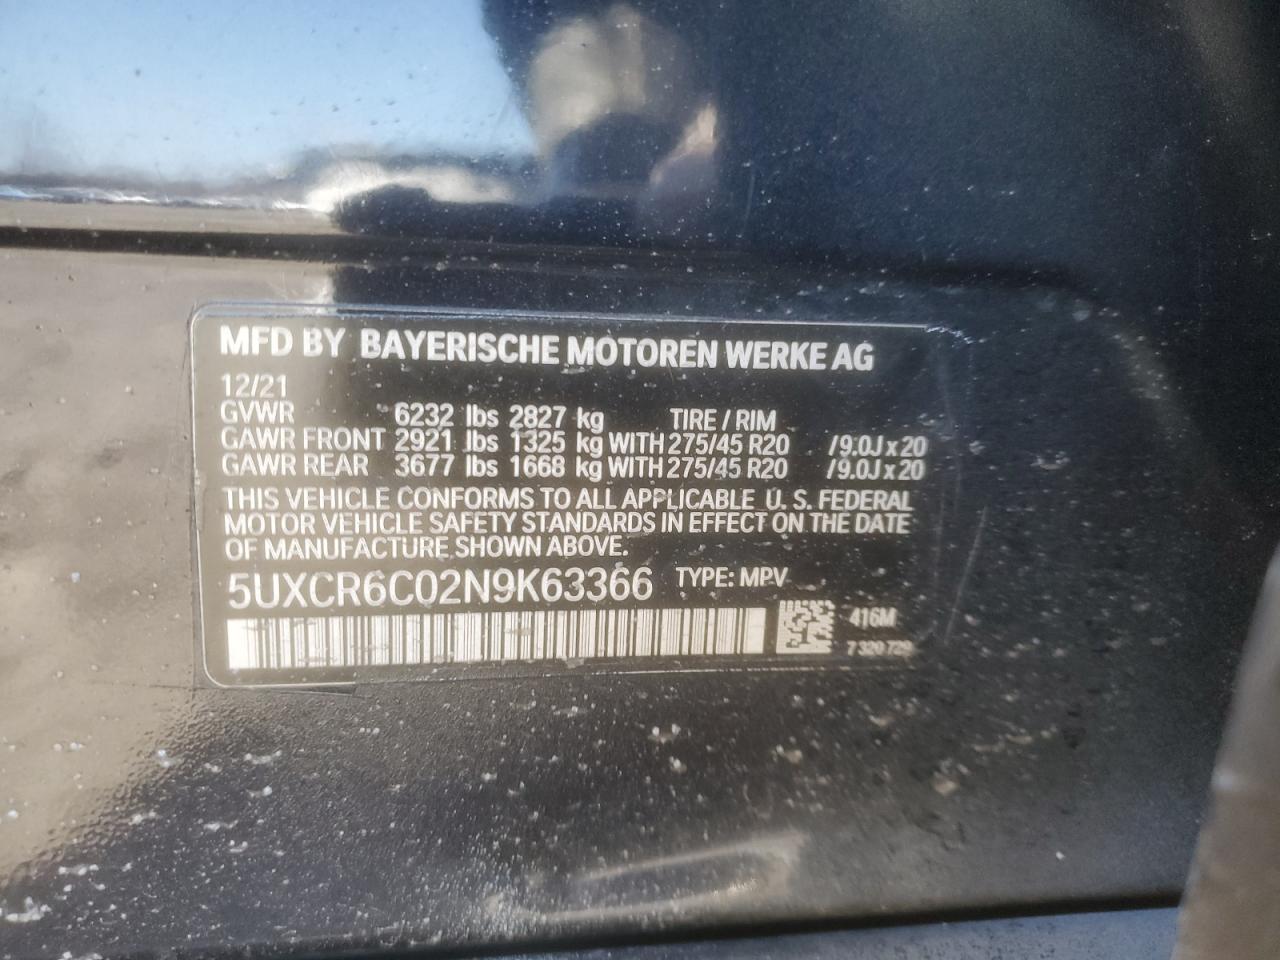 MFD BY BAYERISCHE MOTOREN WERKE AG
12/21
GVWR 6232 lbs 2827 kg TIRE / RIM
GAWR FRONT 2921 lbs 1325 kg WITH 275/45 R20 /9.0J x 20
GAWR REAR 3677 lbs 1668 kg WITH 275/45 R20 /9.0J x 20
THIS VEHICLE CONFORMS TO ALL APPLICABLE U. S. FEDERAL
MOTOR VEHICLE SAFETY STANDARDS IN EFFECT ON THE DATE
OF MANUFACTURE SHOWN ABOVE.
5UXCR6C02N9K63366 TYPE: MPV
416M
7 320 729